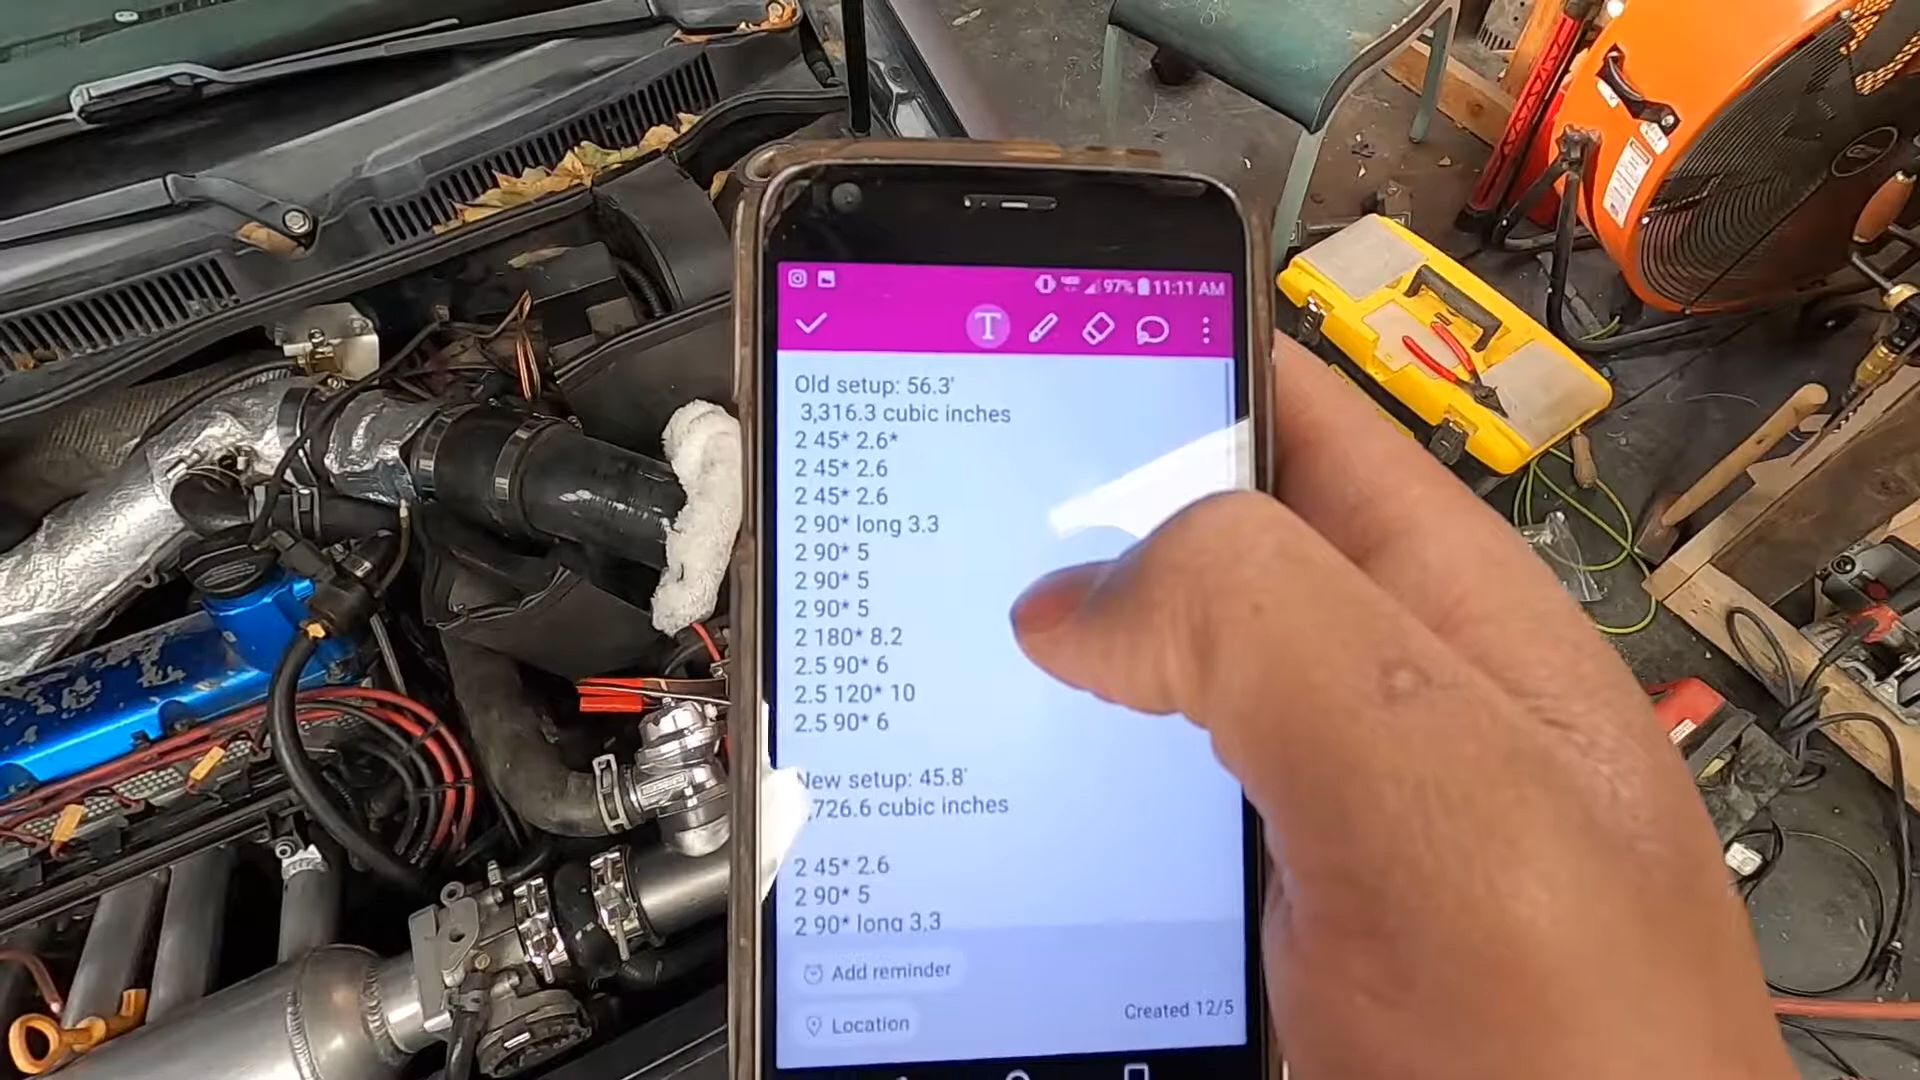 97% 11:11 AM
T
Old setup: 56.3'
3,316.3 cubic inches
2 45* 2.6*
2 45* 2.6
2 45* 2.6
2 90* long 3.3
2 90* 5
2 90* 5
2 90* 5
2 180* 8.2
2.5 90* 6
2.5 120* 10
2.5 90* 6
New setup: 45.8'
,726.6 cubic inches
2 45* 2.6
2 90* 5
2 90* long 3.3
Add reminder
Created 12/5
Location